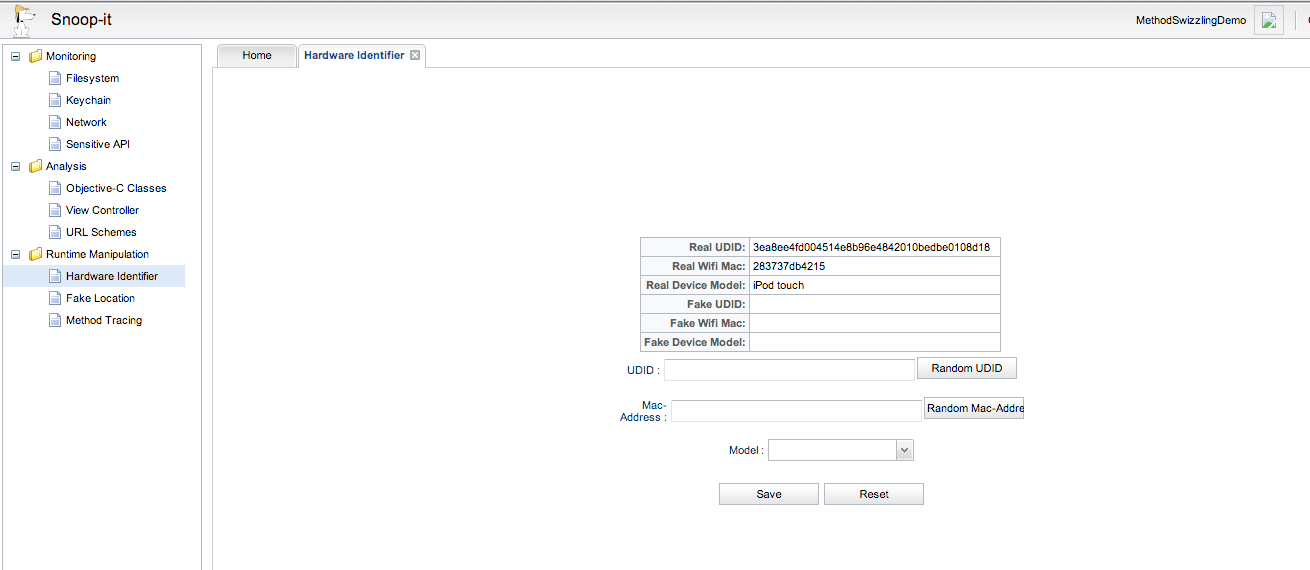 Snoop-it
MethodSwizzlingDemo
Monitoring
Filesystem
Keychain
Network
Sensitive API
Analysis
Objective-C Classes
View Controller
URL Schemes
Runtime Manipulation
Hardware Identifier
Fake Location
Method Tracing
Home
Hardware Identifier
Real UDID: 3ea8ee4fd004514e8b96e4842010bedbe0108d18
Real Wifi Mac: 283737db4215
Real Device Model: iPod touch
Fake UDID:
Fake Wifi Mac:
Fake Device Model:
UDID : Random UDID
Mac-
Address : Random Mac-Addre
Model :
Save Reset